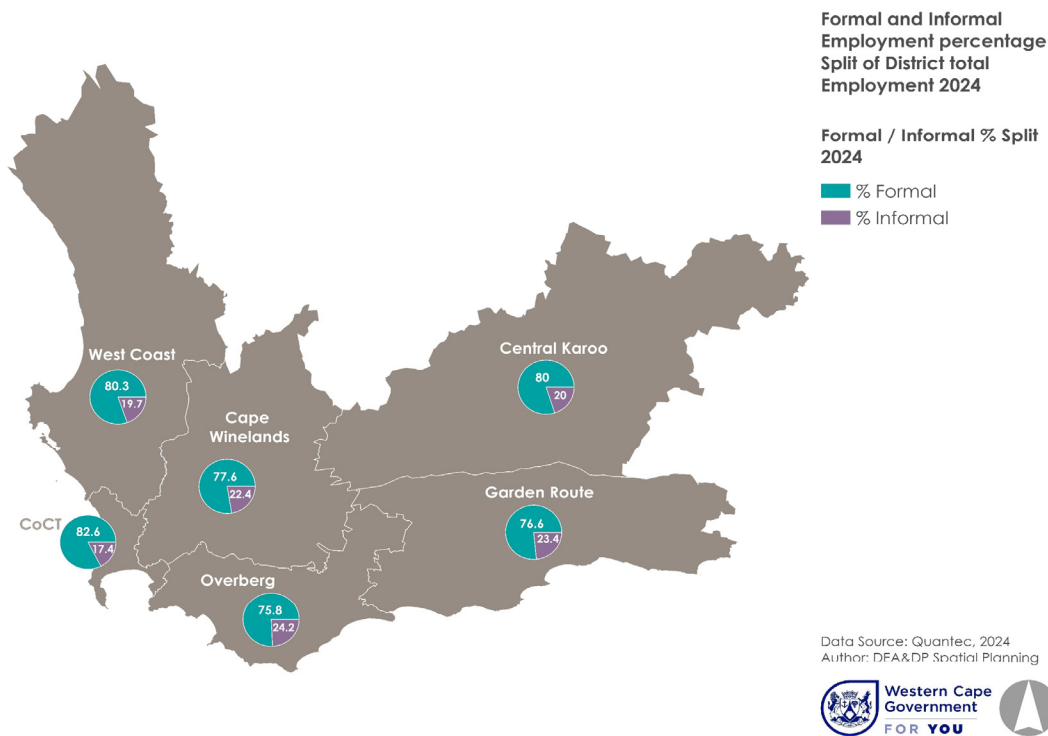 Formal and Informal
Employment percentage
Split of District total
Employment 2024
Formal / Informal % Split
2024
% Formal
% Informal
West Coast
80.3
19.7
Central Karoo
80
20
Cape
Winelands
77.6
22.4
Garden Route
76.6
23.4
CoCT
82.6
17.4
Overberg
75.8
24.2
Data Source: Quantec, 2024
Author: DEA&DP Spatial Planning
Western Cape
Government
FOR YOU